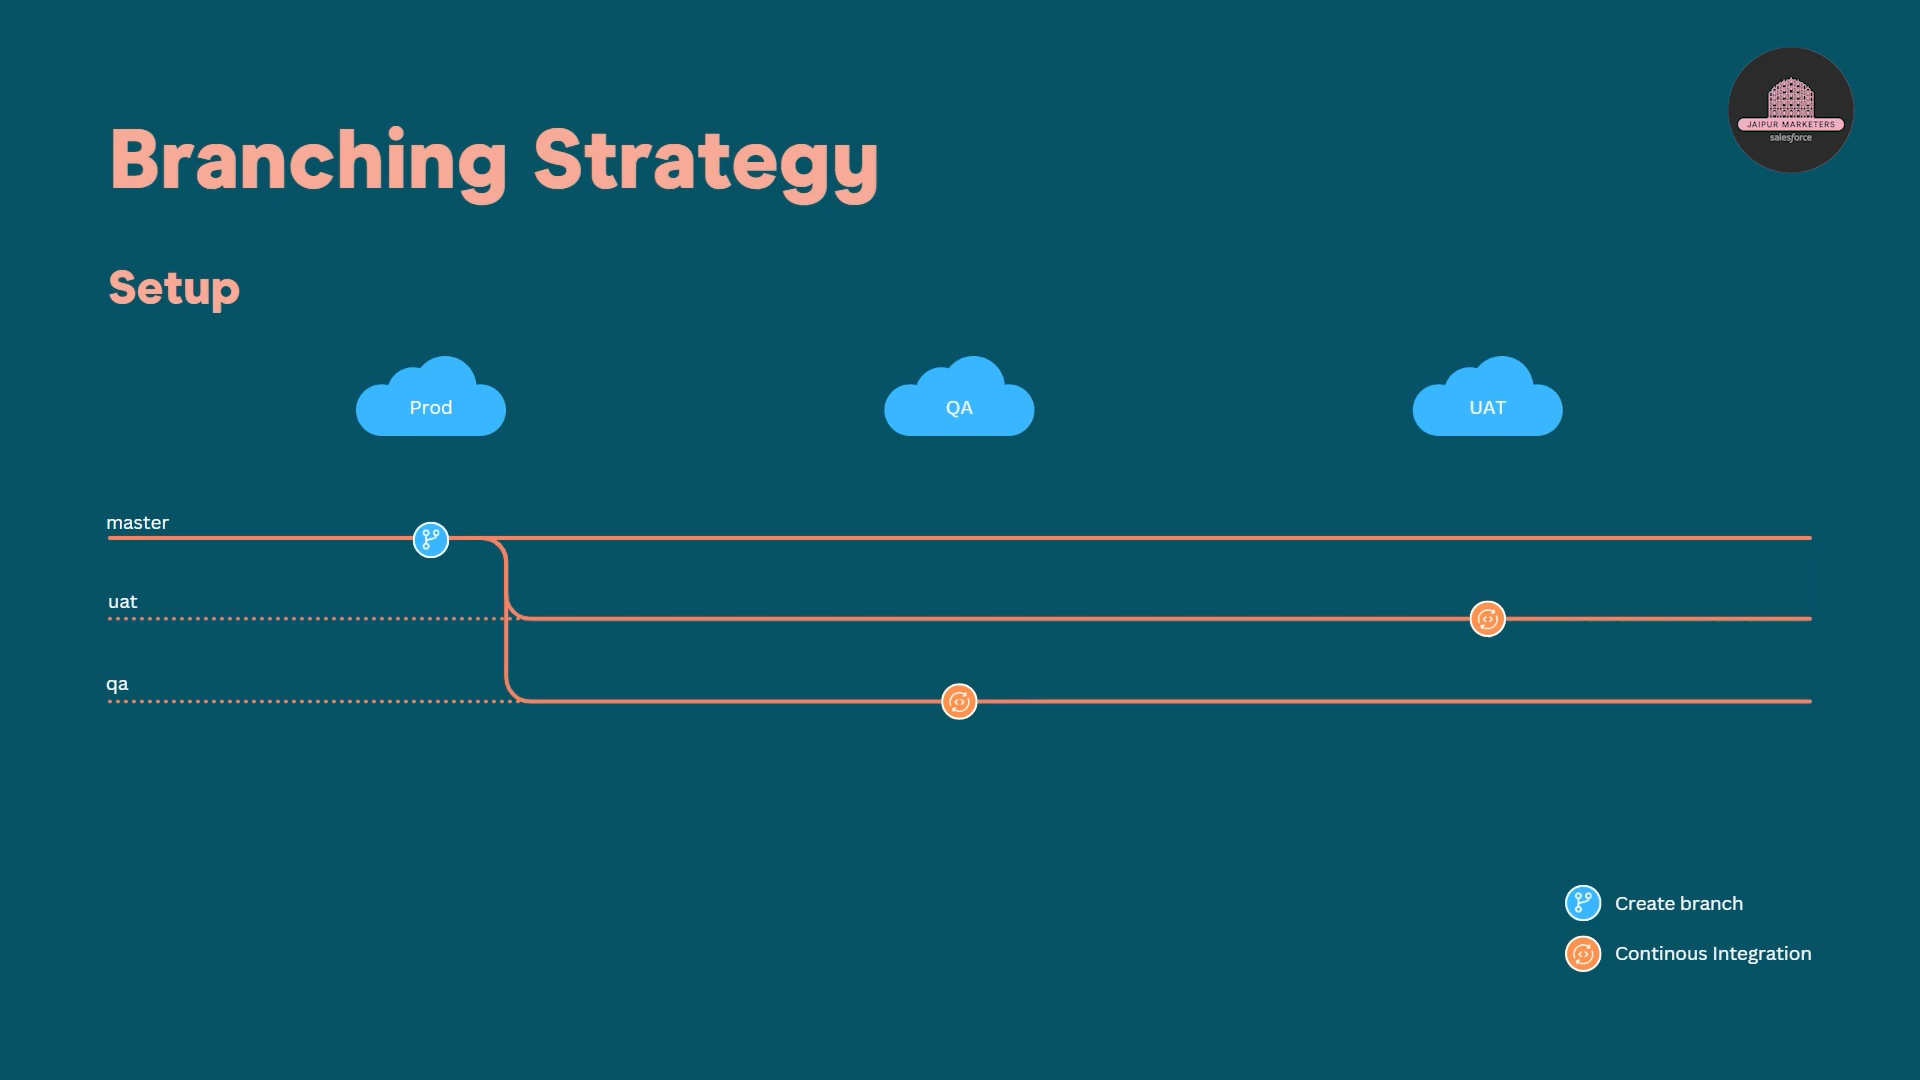 JAIPUR MARKETERS
salesforce
Branching Strategy
Setup
Prod
QA
UAT
master
uat
qa
Create branch
Continous Integration